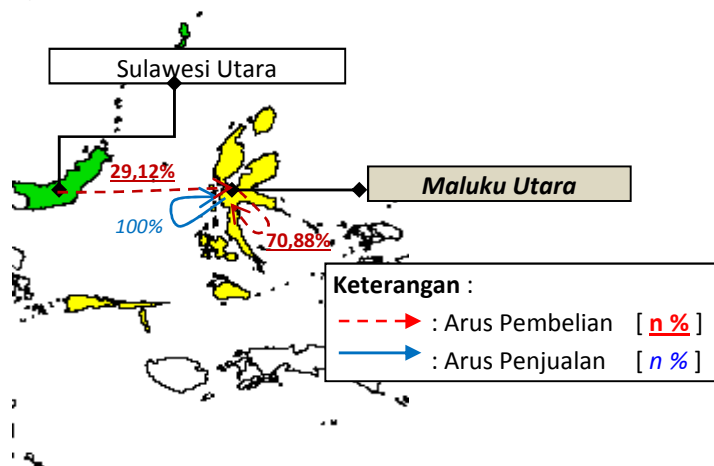 Sulawesi Utara
29,12%
Maluku Utara
100%
70,88%
Keterangan :
: Arus Pembelian [ n % ]
: Arus Penjualan [ n % ]